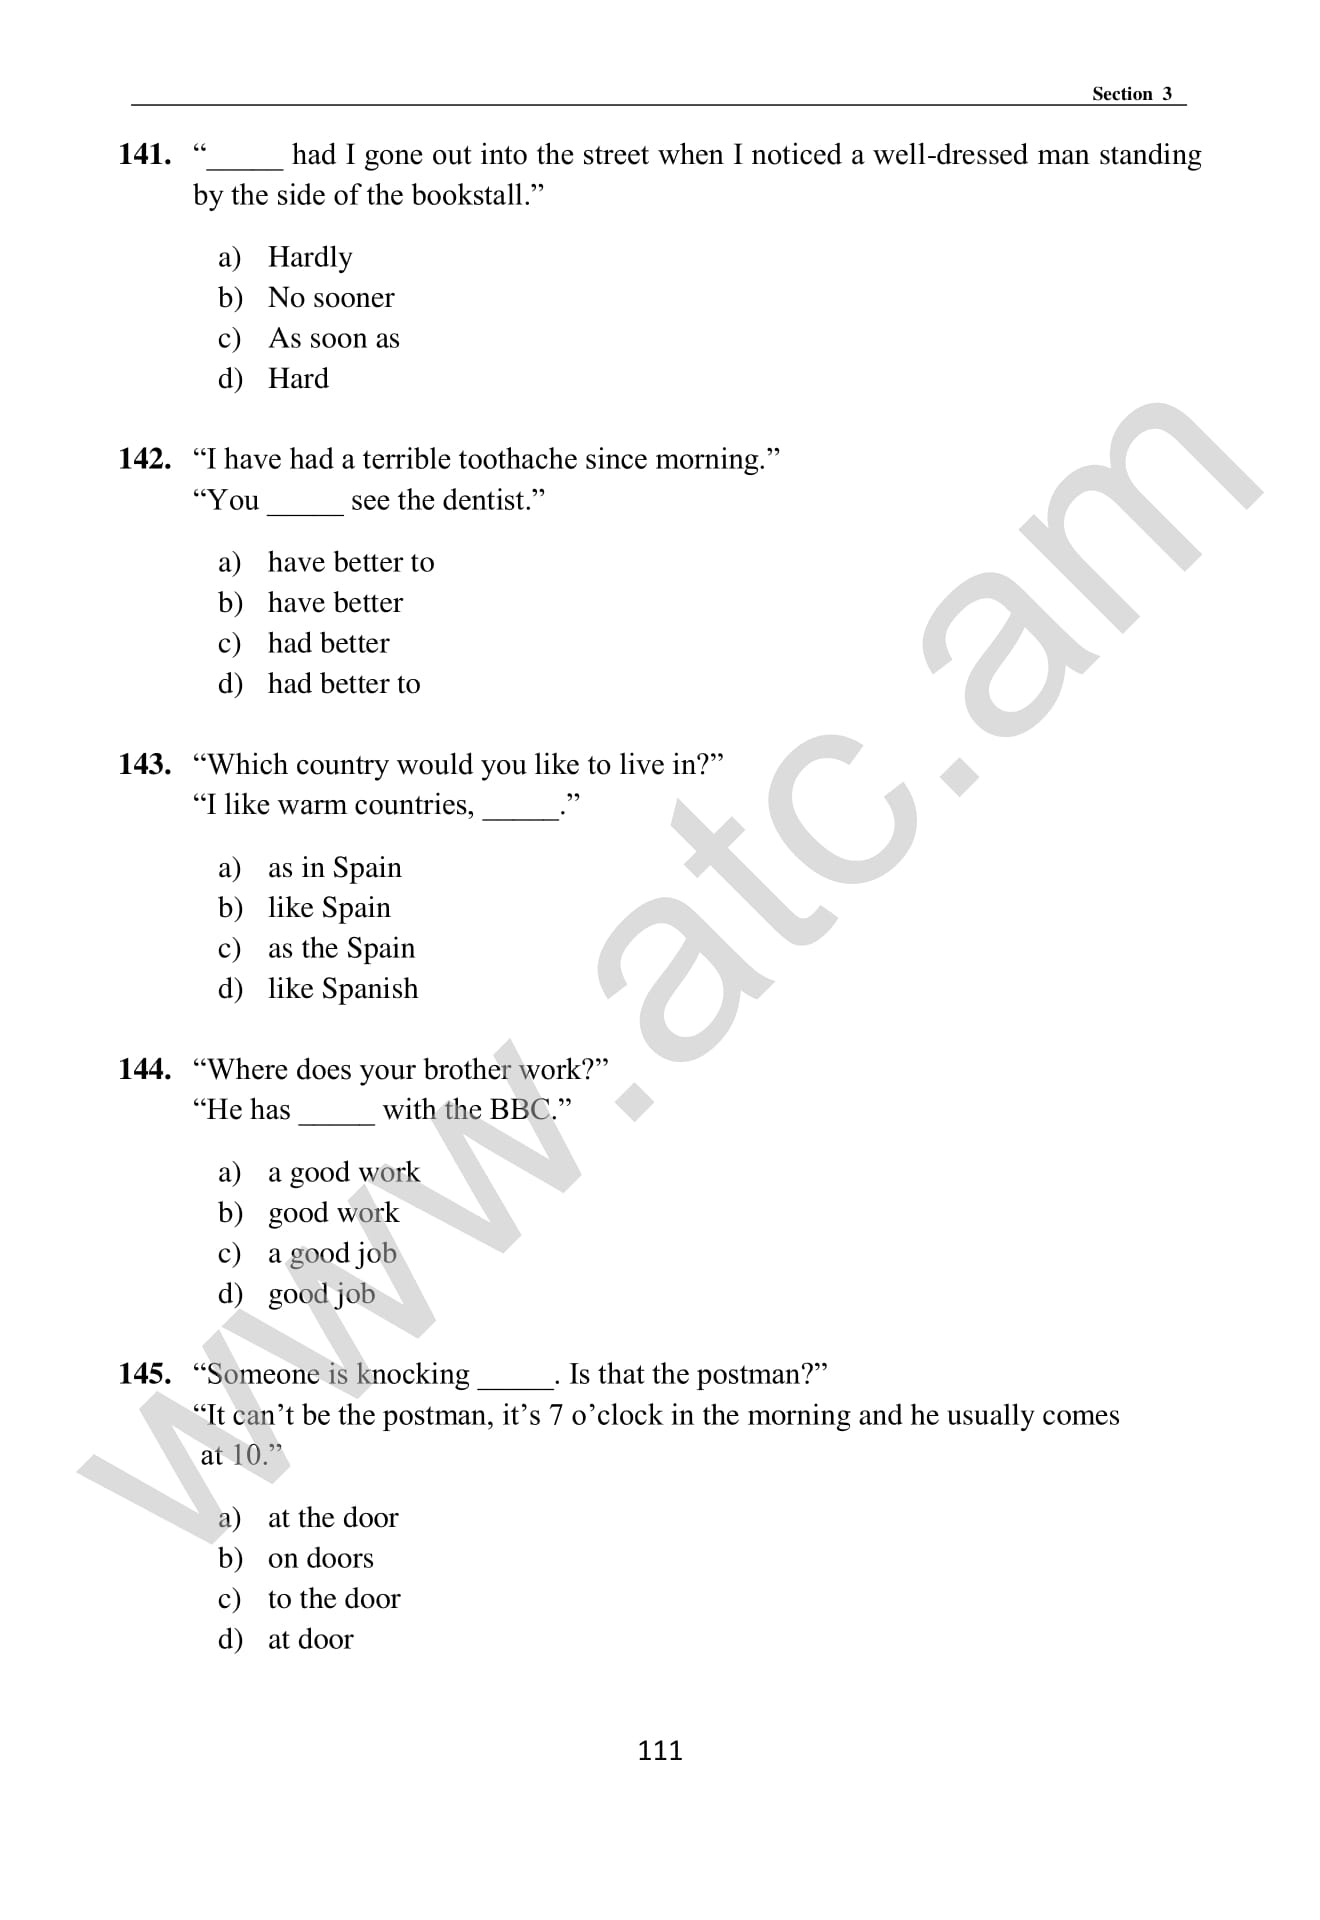 Section 3
141. “_____ had I gone out into the street when I noticed a well-dressed man standing
by the side of the bookstall.”
a) Hardly
b) No sooner
c) As soon as
d) Hard
142. “I have had a terrible toothache since morning.”
“You _____ see the dentist.”
a) have better to
b) have better
c) had better
d) had better to
143. “Which country would you like to live in?”
“I like warm countries, _____.”
a) as in Spain
b) like Spain
c) as the Spain
d) like Spanish
144. “Where does your brother work?”
“He has _____ with the BBC.”
a) a good work
b) good work
c) a good job
d) good job
145. “Someone is knocking _____. Is that the postman?”
“It can’t be the postman, it’s 7 o’clock in the morning and he usually comes
at 10.”
a) at the door
b) on doors
c) to the door
d) at door
111
www.atc.am